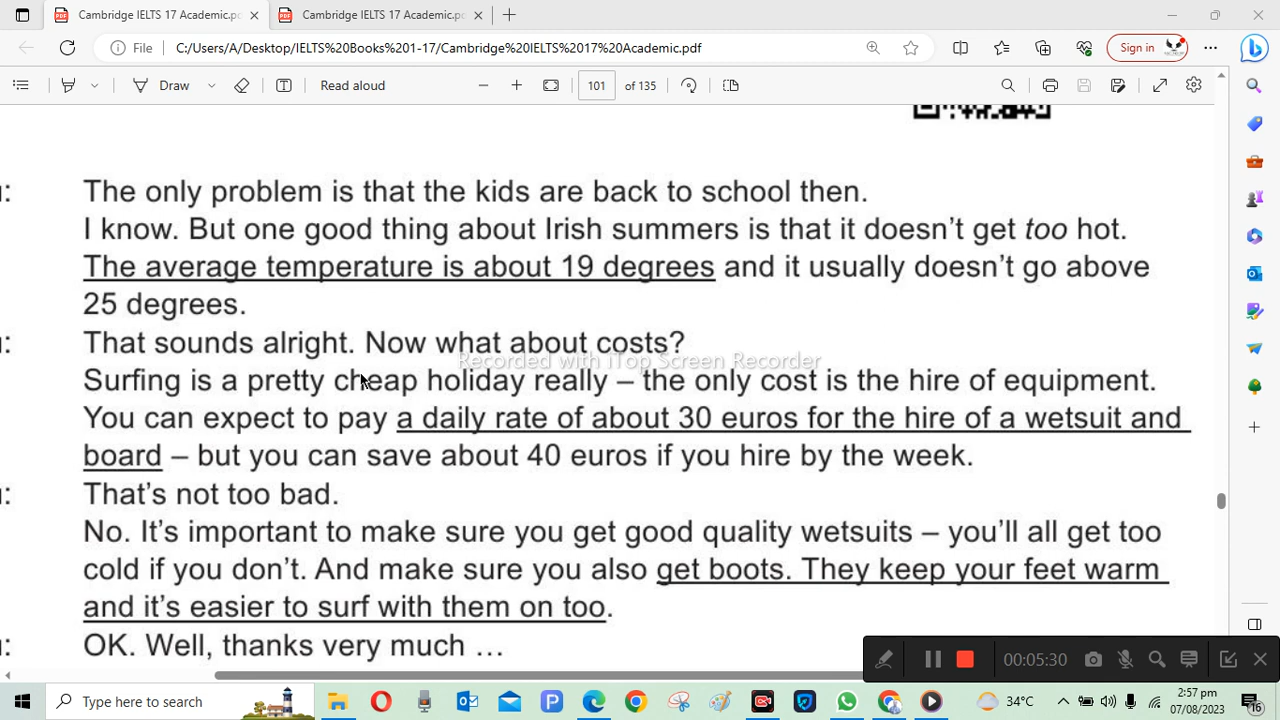 Cambridge IELTS 17 Academic.pc
Cambridge IELTS 17 Academic.pc
File
C:/Users/A/Desktop/IELTS%20Books%201-17/Cambridge%20IELTS%2017%20Academic.pdf
Sign in
Draw
Read aloud
101
of 135
The only problem is that the kids are back to school then.
I know. But one good thing about Irish summers is that it doesn't get too hot.
The average temperature is about 19 degrees and it usually doesn't go above
25 degrees.
That sounds alright. Now what about costs?
Recorded with iTop Screen Recorder
Surfing is a pretty cheap holiday really – the only cost is the hire of equipment.
You can expect to pay a daily rate of about 30 euros for the hire of a wetsuit and
board – but you can save about 40 euros if you hire by the week.
That's not too bad.
No. It's important to make sure you get good quality wetsuits – you'll all get too
cold if you don't. And make sure you also get boots. They keep your feet warm
and it's easier to surf with them on too.
OK. Well, thanks very much …
00:05:30
Type here to search
34°C
2:57 pm
07/08/2023
16